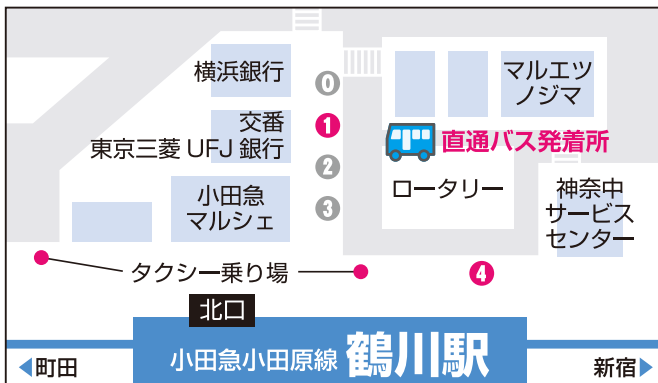 横浜銀行
交番
東京三菱UFJ銀行
小田急
マルシェ
0
1
2
3
マルエツ
ノジマ
直通バス発着所
ロータリー
神奈中
サービス
センター
タクシー乗り場
4
北口
小田急小田原線 鶴川駅
◀町田
新宿▶